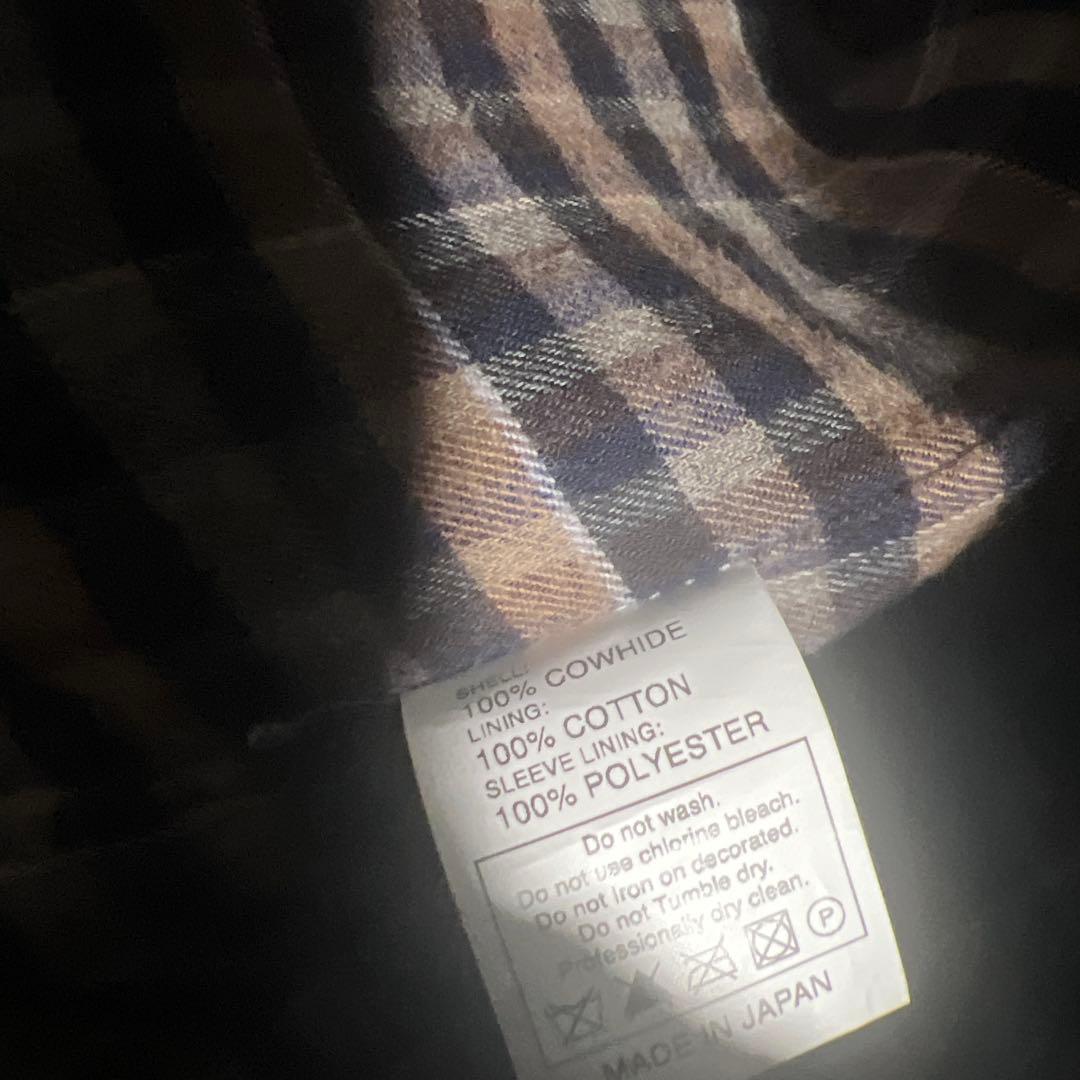 SHELL:
100% COWHIDE
LINING:
100% COTTON
SLEEVE LINING:
100% POLYESTER
Do not wash.
Do not use chlorine bleach.
Do not Iron on decorated.
Do not Tumble dry.
Professionally dry clean.
P
MADE IN JAPAN